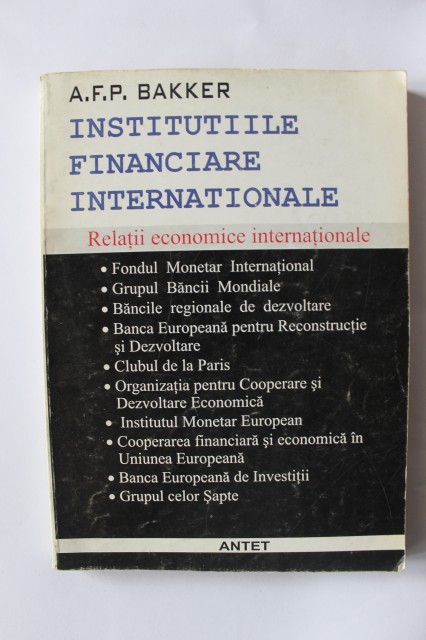 A.F.P. BAKKER
INSTITUTIILE
FINANCIARE
INTERNATIONALE
Relații economice internaționale
• Fondul Monetar Internațional
• Grupul Băncii Mondiale
• Băncile regionale de dezvoltare
• Banca Europeană pentru Reconstrucție
și Dezvoltare
• Clubul de la Paris
• Organizația pentru Cooperare și
Dezvoltare Economică
• Institutul Monetar European
• Cooperarea financiară și economică în
Uniunea Europeană
• Banca Europeană de Investiții
• Grupul celor Șapte
ANTET